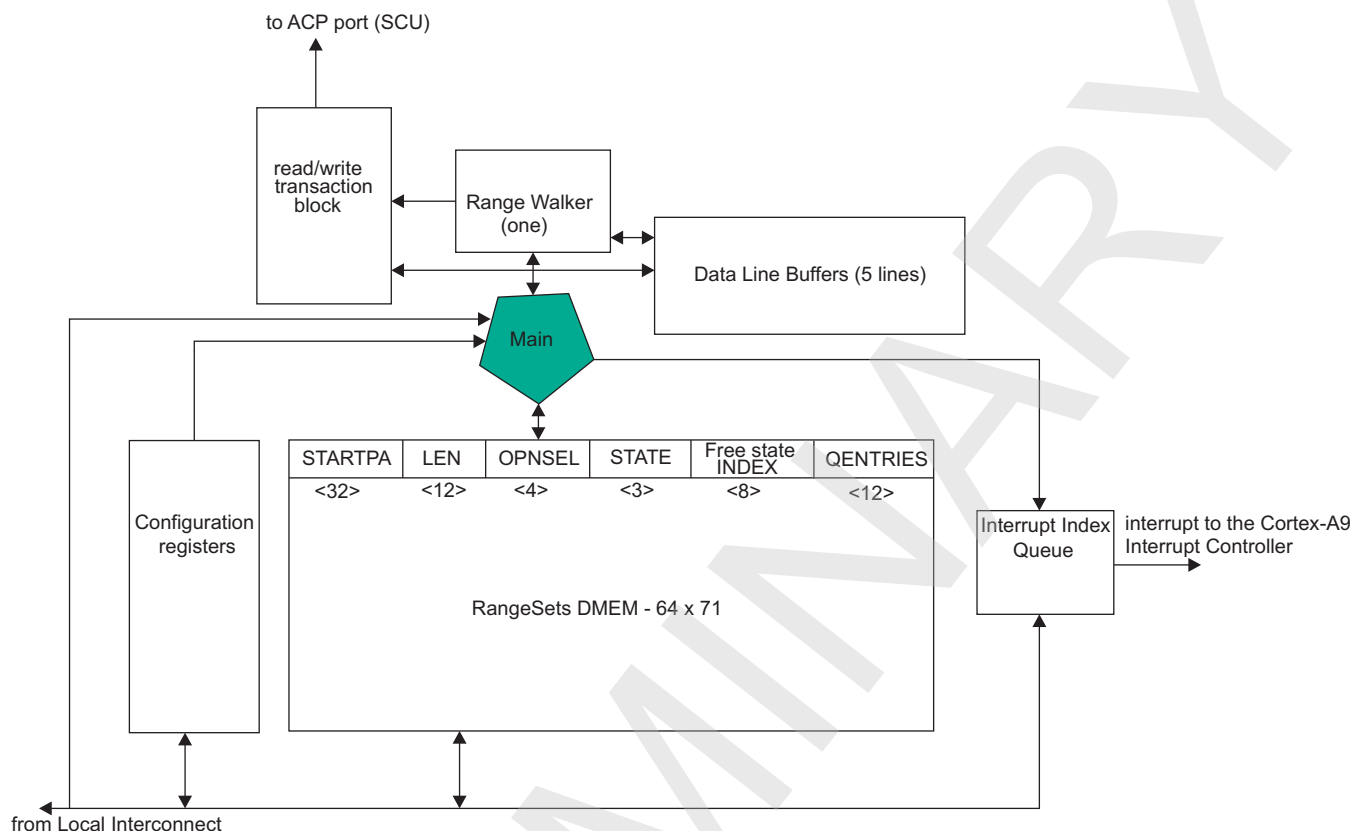 to ACP port (SCU)
read/write
transaction
block
Range Walker
(one)
Data Line Buffers (5 lines)
Main
STARTPA LEN OPNSEL STATE Free state INDEX QENTRIES
<32> <12> <4> <3> <8> <12>
Configuration
registers
RangeSets DMEM - 64 x 71
Interrupt Index
Queue
interrupt to the Cortex-A9
Interrupt Controller
from Local Interconnect
MINARY